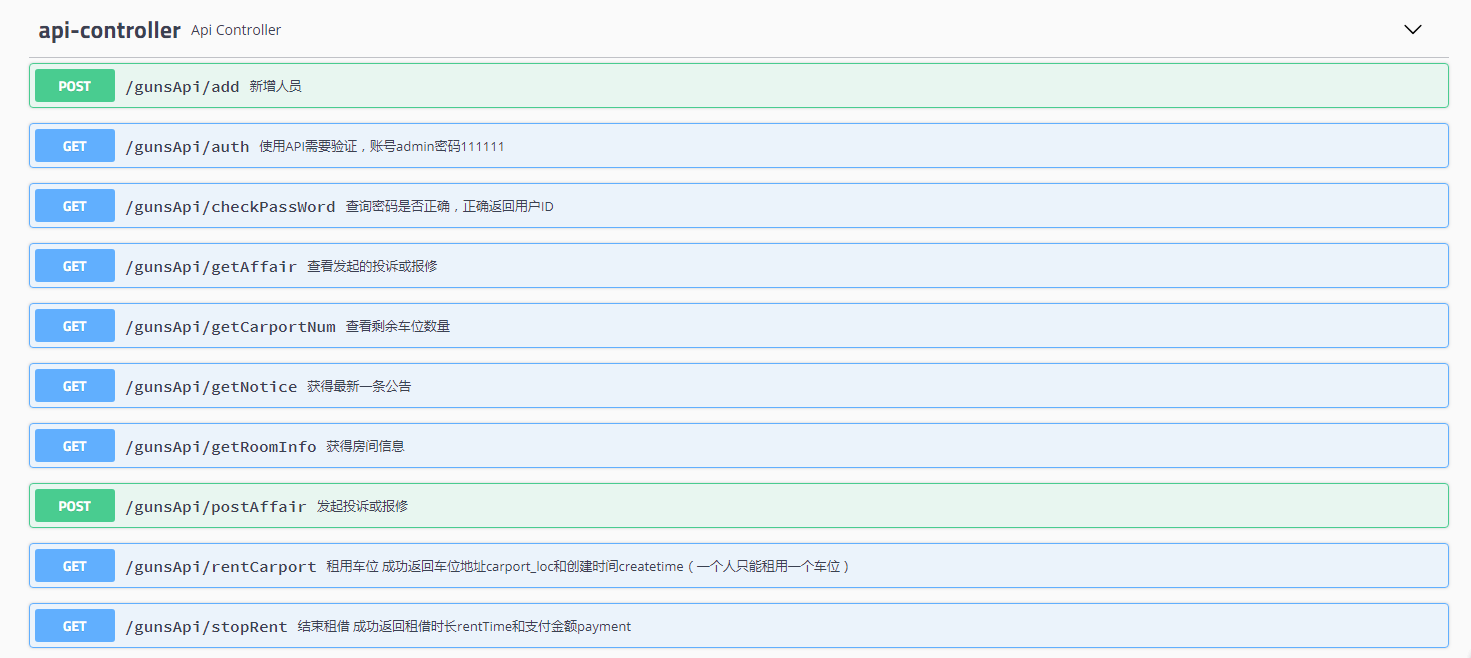 api-controller Api Controller
POST /gunsApi/add 新增人员
GET /gunsApi/auth 使用API需要验证，账号admin密码111111
GET /gunsApi/checkPassWord 查询密码是否正确，正确返回用户ID
GET /gunsApi/getAffair 查看发起的投诉或报修
GET /gunsApi/getCarportNum 查看剩余车位数量
GET /gunsApi/getNotice 获得最新一条公告
GET /gunsApi/getRoomInfo 获得房间信息
POST /gunsApi/postAffair 发起投诉或报修
GET /gunsApi/rentCarport 租用车位 成功返回车位地址carport_loc和创建时间createtime（一个人只能租用一个车位）
GET /gunsApi/stopRent 结束租借 成功返回租借时长rentTime和支付金额payment